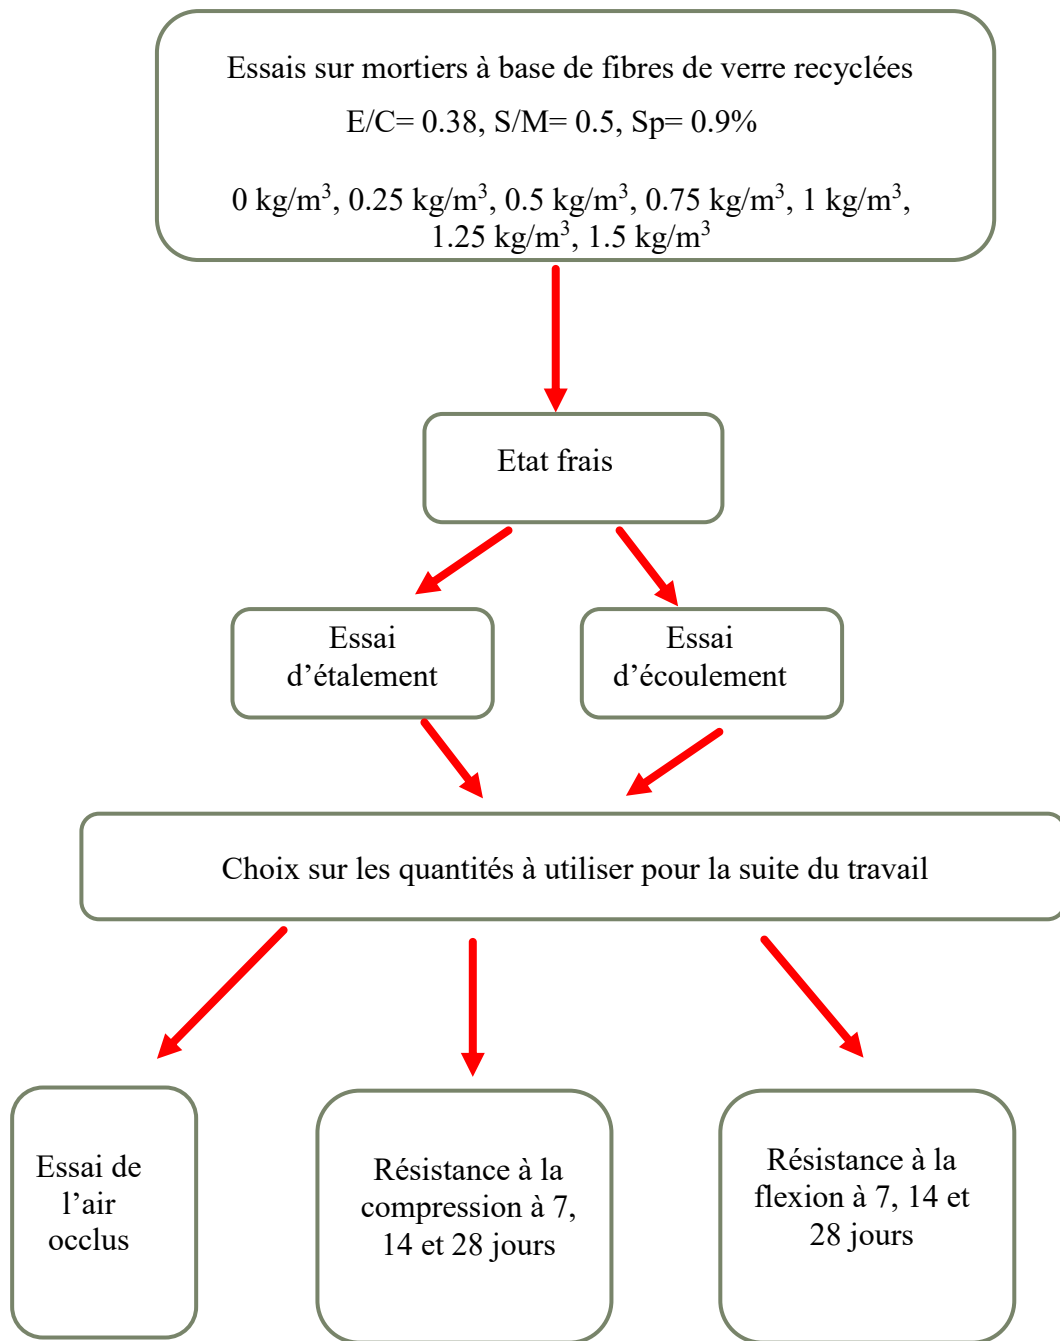 Essais sur mortiers à base de fibres de verre recyclées
E/C= 0.38, S/M= 0.5, Sp= 0.9%
0 kg/m³, 0.25 kg/m³, 0.5 kg/m³, 0.75 kg/m³, 1 kg/m³,
1.25 kg/m³, 1.5 kg/m³
Etat frais
Essai
d’étalement
Essai
d’écoulement
Choix sur les quantités à utiliser pour la suite du travail
Essai de
l’air
occlus
Résistance à la
compression à 7,
14 et 28 jours
Résistance à la
flexion à 7, 14 et
28 jours